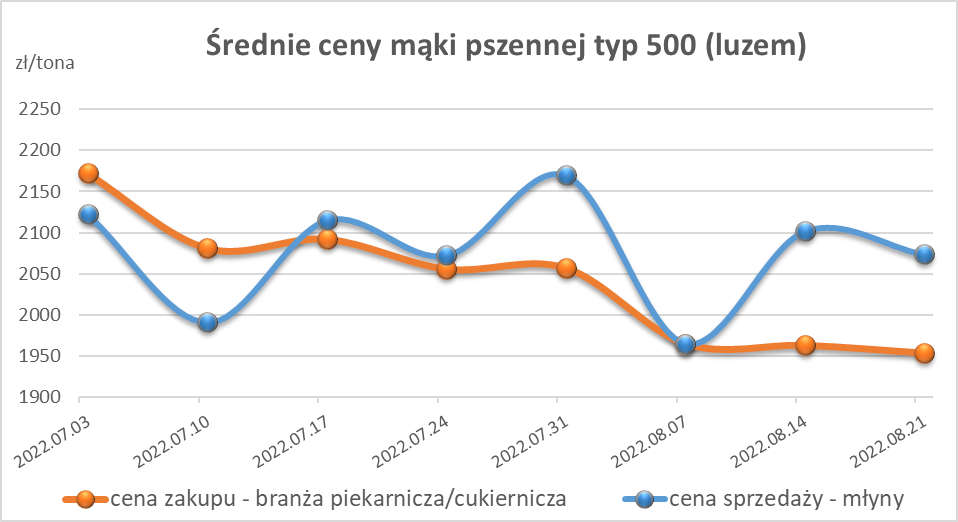 Średnie ceny mąki pszennej typ 500 (luzem)
zł/tona
2250
2200
2150
2100
2050
2000
1950
1900
2022.07.03 2022.07.10 2022.07.17 2022.07.24 2022.07.31 2022.08.07 2022.08.14 2022.08.21
cena zakupu - branża piekarnicza/cukiernicza cena sprzedaży - młyny